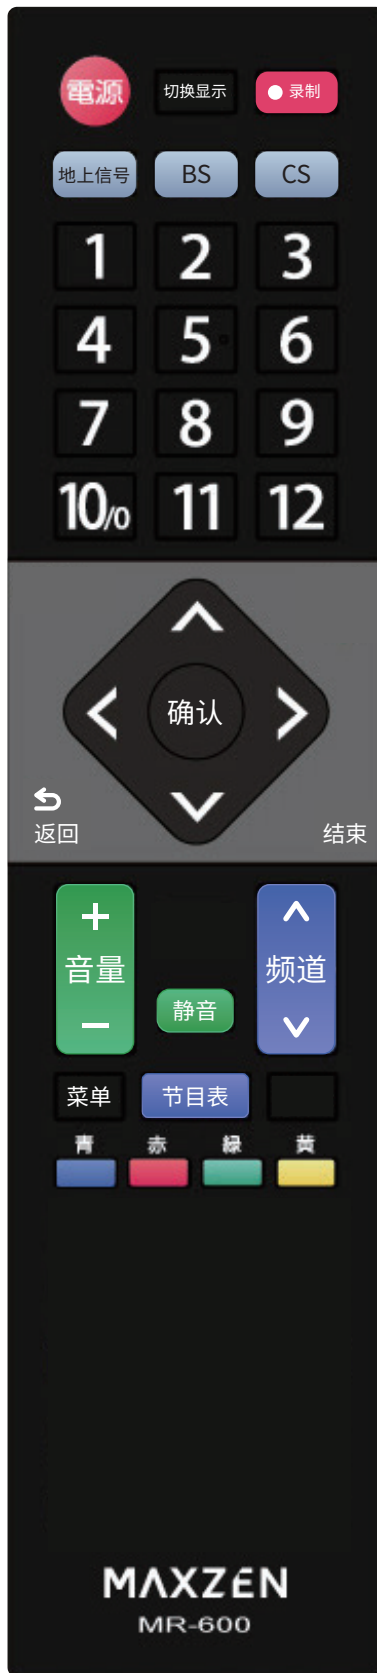 電源 切换显示 录制
地上信号 BS CS
1 2 3
4 5 6
7 8 9
10/0 11 12
确认
返回 结束
音量 频道
静音
菜单 节目表
青 赤 緑 黄
MAXZEN
MR-600